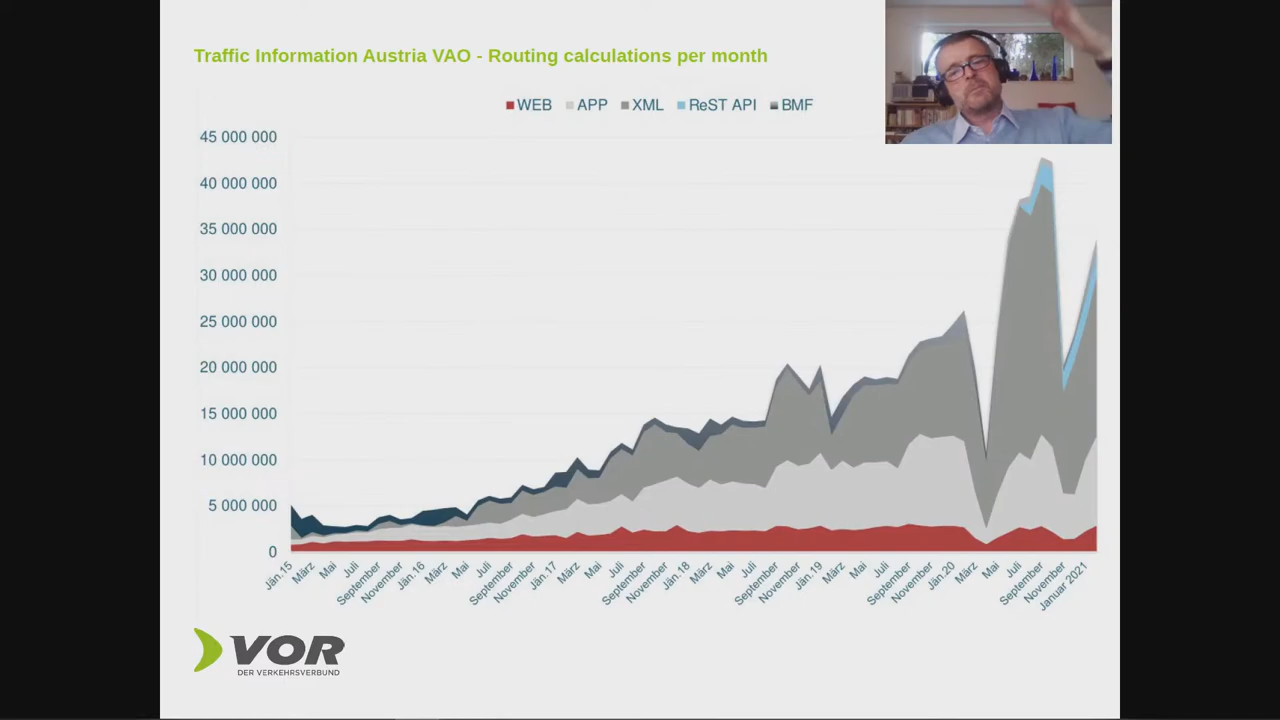 Traffic Information Austria VAO - Routing calculations per month
WEB APP XML ReST API BMF
45 000 000
40 000 000
35 000 000
30 000 000
25 000 000
20 000 000
15 000 000
10 000 000
5 000 000
0
Jän.15 März Mai Juli September November Jän.16 März Mai Juli September November Jän.17 März Mai Juli September November Jän.18 März Mai Juli September November Jän.19 März Mai Juli September November Jän.20 März Mai Juli September November Januar 2021
VOR
DER VERKEHRSVERBUND